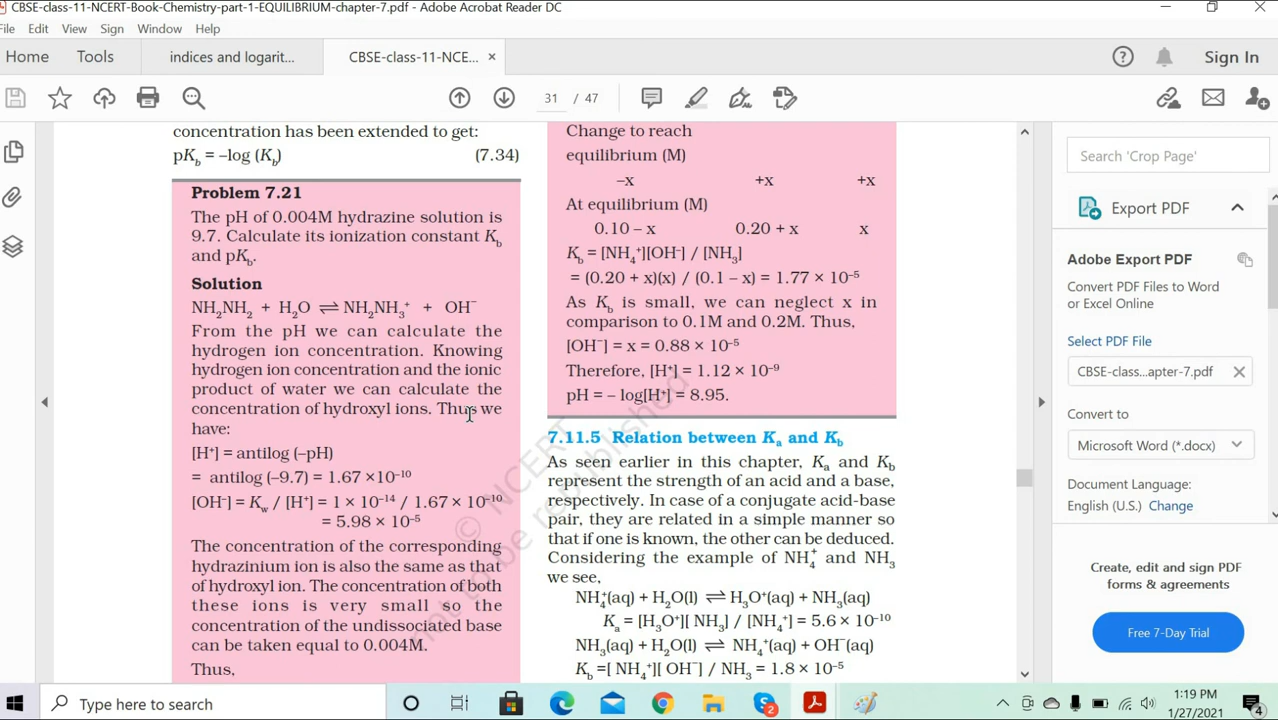 CBSE-class-11-NCERT-Book-Chemistry-part-1-EQUILIBRIUM-chapter-7.pdf - Adobe Acrobat Reader DC
File Edit View Sign Window Help
Home Tools indices and logarit... CBSE-class-11-NCE... × Sign In
31 / 47
concentration has been extended to get:
pK_b = –log (K_b) (7.34)
Problem 7.21
The pH of 0.004M hydrazine solution is
9.7. Calculate its ionization constant K_b
and pK_b.
Solution
NH₂NH₂ + H₂O ⇌ NH₂NH₃⁺ + OH⁻
From the pH we can calculate the
hydrogen ion concentration. Knowing
hydrogen ion concentration and the ionic
product of water we can calculate the
concentration of hydroxyl ions. Thus we
have:
[H⁺] = antilog (–pH)
= antilog (–9.7) = 1.67 ×10⁻¹⁰
[OH⁻] = K_w / [H⁺] = 1 × 10⁻¹⁴ / 1.67 × 10⁻¹⁰
= 5.98 × 10⁻⁵
The concentration of the corresponding
hydrazinium ion is also the same as that
of hydroxyl ion. The concentration of both
these ions is very small so the
concentration of the undissociated base
can be taken equal to 0.004M.
Thus,
Change to reach
equilibrium (M)
–x +x +x
At equilibrium (M)
0.10 – x 0.20 + x x
K_b = [NH₄⁺][OH⁻] / [NH₃]
= (0.20 + x)(x) / (0.1 – x) = 1.77 × 10⁻⁵
As K_b is small, we can neglect x in
comparison to 0.1M and 0.2M. Thus,
[OH⁻] = x = 0.88 × 10⁻⁵
Therefore, [H⁺] = 1.12 × 10⁻⁹
pH = – log[H⁺] = 8.95.
7.11.5 Relation between K_a and K_b
As seen earlier in this chapter, K_a and K_b
represent the strength of an acid and a base,
respectively. In case of a conjugate acid-base
pair, they are related in a simple manner so
that if one is known, the other can be deduced.
Considering the example of NH₄⁺ and NH₃
we see,
NH₄⁺(aq) + H₂O(l) ⇌ H₃O⁺(aq) + NH₃(aq)
K_a = [H₃O⁺][ NH₃] / [NH₄⁺] = 5.6 × 10⁻¹⁰
NH₃(aq) + H₂O(l) ⇌ NH₄⁺(aq) + OH⁻(aq)
K_b =[ NH₄⁺][ OH⁻] / NH₃ = 1.8 × 10⁻⁵
© NCERT
not to be republished
Search 'Crop Page'
Export PDF
Adobe Export PDF
Convert PDF Files to Word
or Excel Online
Select PDF File
CBSE-class...apter-7.pdf ×
Convert to
Microsoft Word (*.docx)
Document Language:
English (U.S.) Change
Create, edit and sign PDF
forms & agreements
Free 7-Day Trial
Type here to search
2
1:19 PM
1/27/2021
4